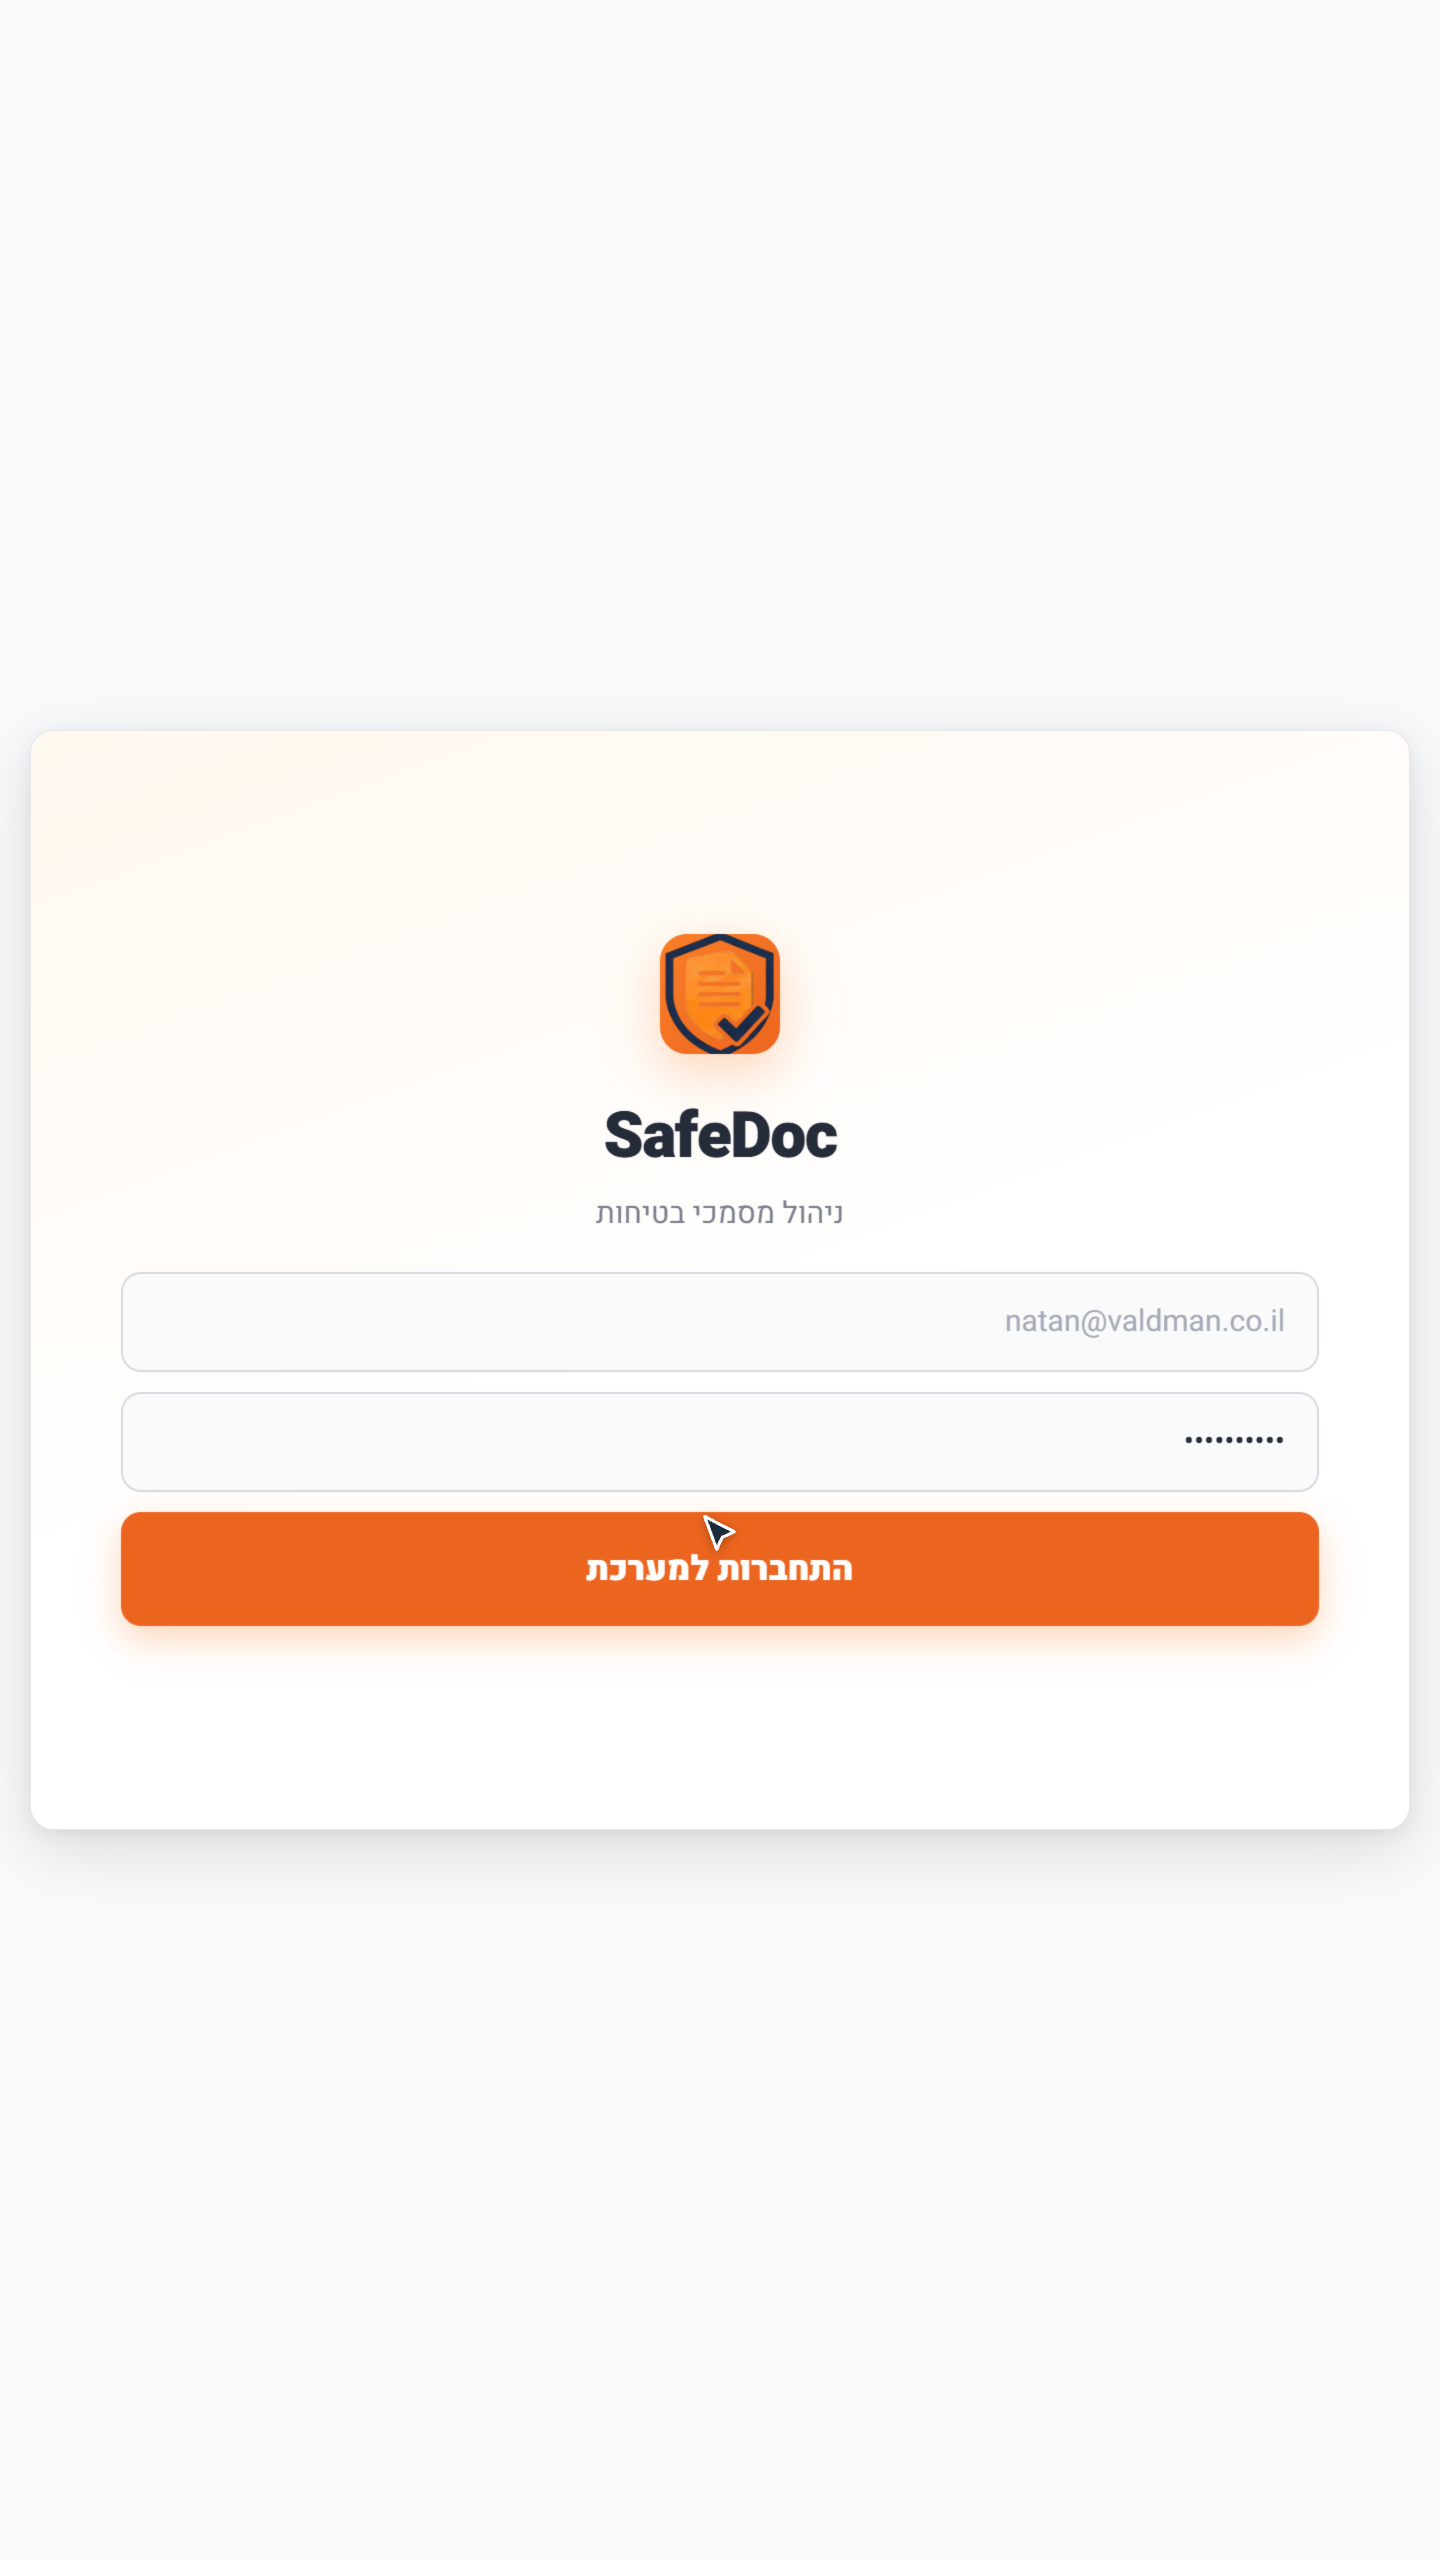 SafeDoc
ניהול מסמכי בטיחות
natan@valdman.co.il
••••••••••
התחברות למערכת